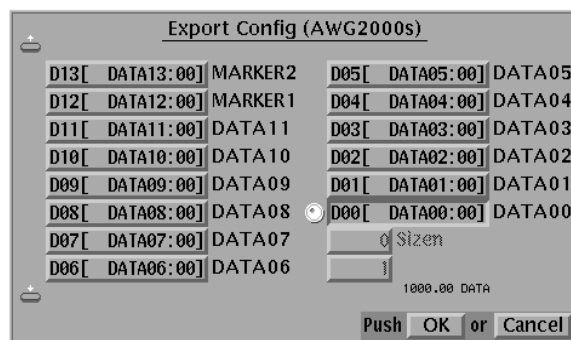 Export Config (AWG2000s)
D13[ DATA13:00] MARKER2 D05[ DATA05:00] DATA05
D12[ DATA12:00] MARKER1 D04[ DATA04:00] DATA04
D11[ DATA11:00] DATA11 D03[ DATA03:00] DATA03
D10[ DATA10:00] DATA10 D02[ DATA02:00] DATA02
D09[ DATA09:00] DATA09 D01[ DATA01:00] DATA01
D08[ DATA08:00] DATA08 D00[ DATA00:00] DATA00
D07[ DATA07:00] DATA07 0 Sizen
D06[ DATA06:00] DATA06 1
1000.00 DATA
Push OK or Cancel